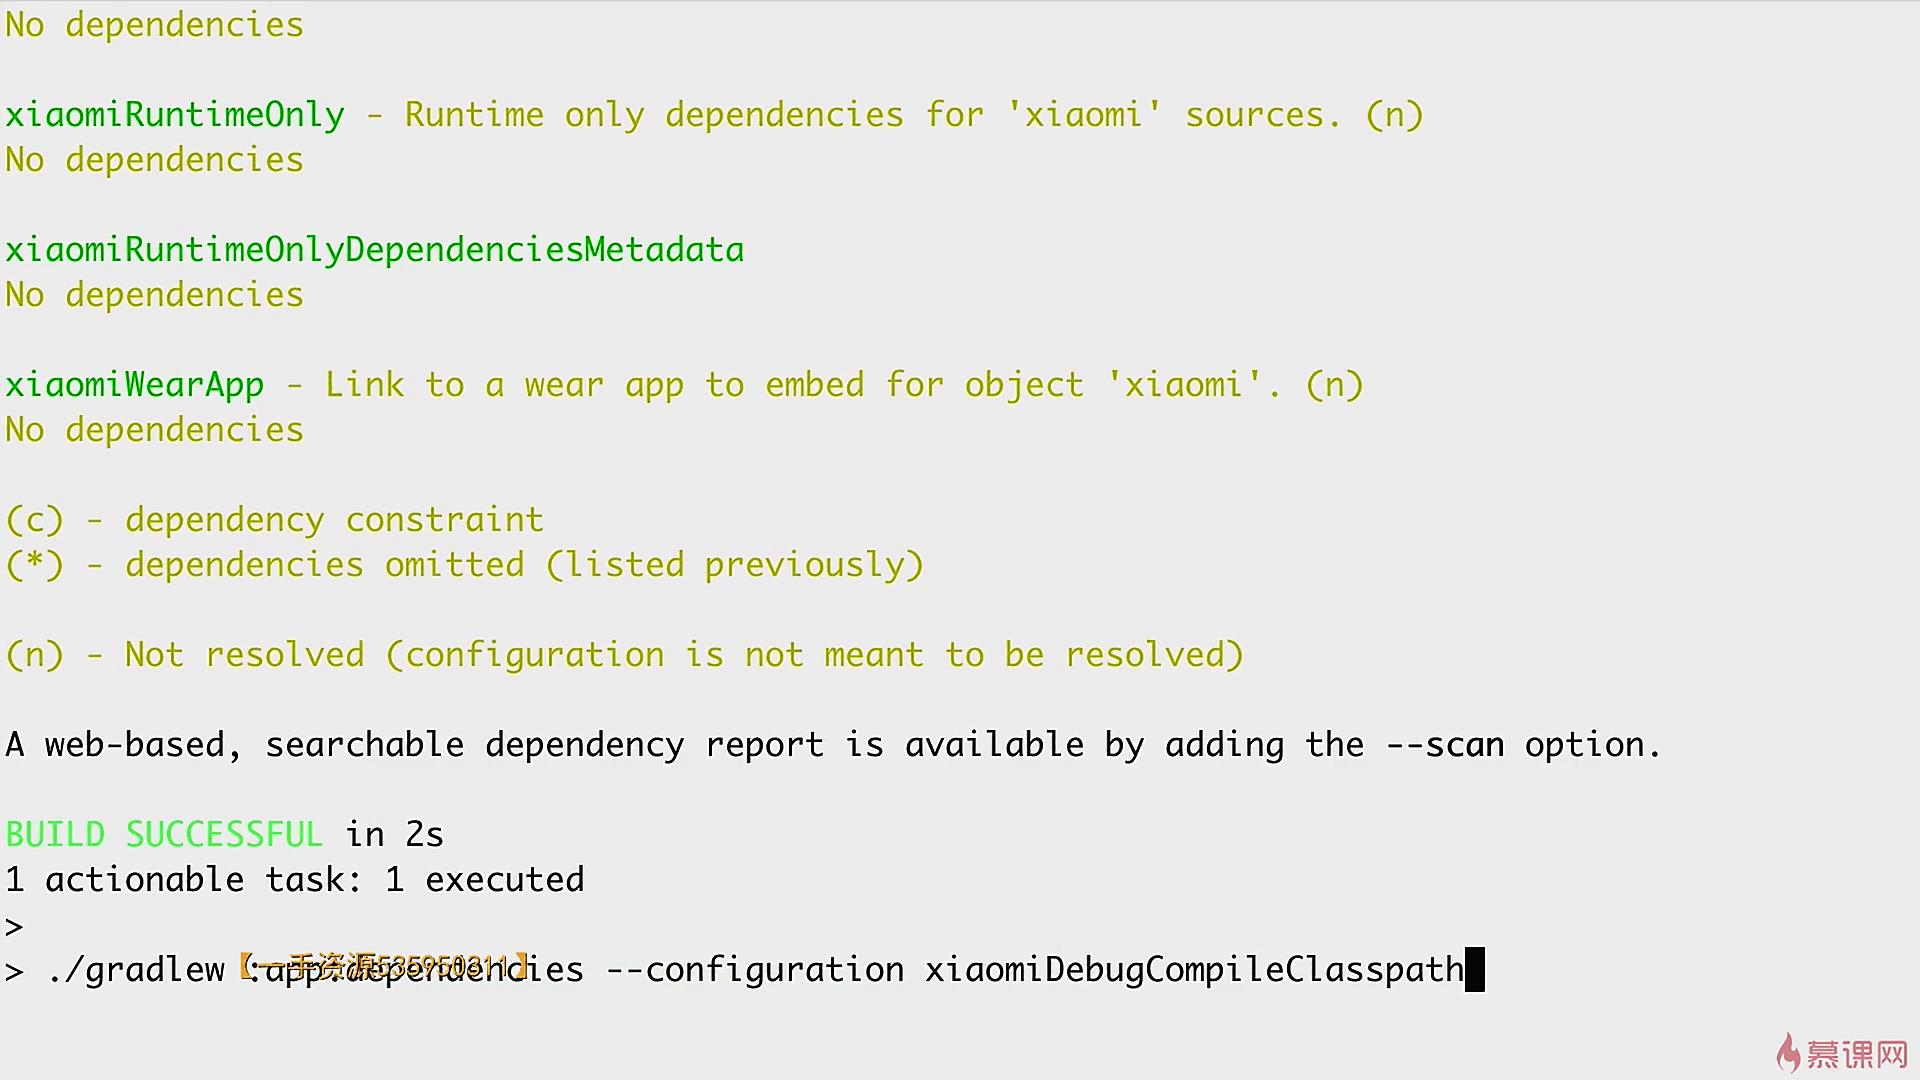 No dependencies
xiaomiRuntimeOnly - Runtime only dependencies for 'xiaomi' sources. (n)
No dependencies
xiaomiRuntimeOnlyDependenciesMetadata
No dependencies
xiaomiWearApp - Link to a wear app to embed for object 'xiaomi'. (n)
No dependencies
(c) - dependency constraint
(*) - dependencies omitted (listed previously)
(n) - Not resolved (configuration is not meant to be resolved)
A web-based, searchable dependency report is available by adding the --scan option.
BUILD SUCCESSFUL in 2s
1 actionable task: 1 executed
>
> ./gradlew :app:dependencies --configuration xiaomiDebugCompileClasspath
【一手资源535950311】
慕课网